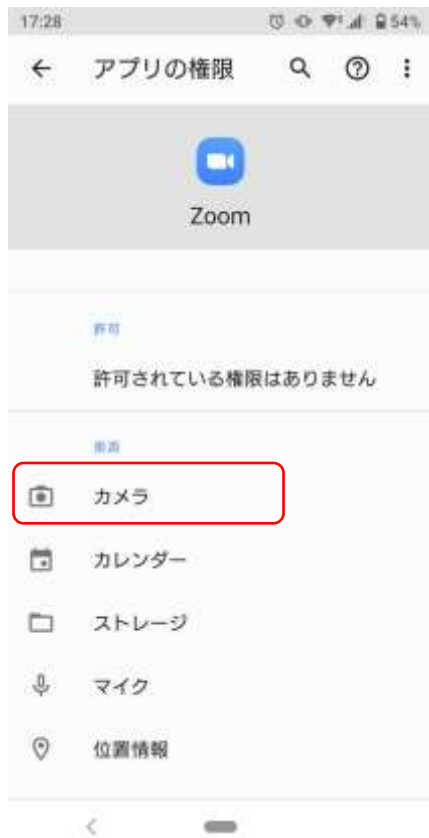 17:28
54%
アプリの権限
Zoom
許可
許可されている権限はありません
カメラ
カレンダー
ストレージ
マイク
位置情報